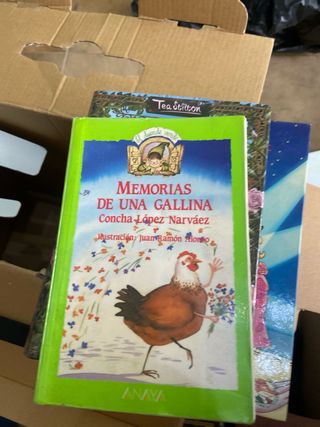 Tea Stilton
El duende verde
MEMORIAS
DE UNA GALLINA
Concha López Narváez
Ilustración: Juan Ramón Alonso
ANAYA